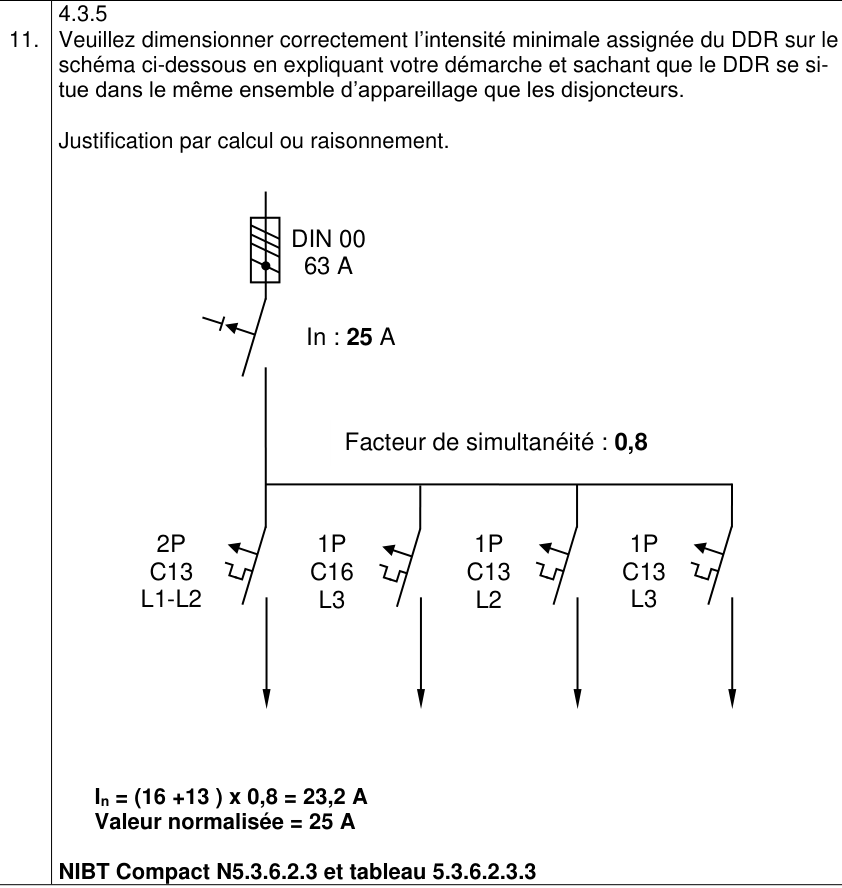 4.3.5
11. Veuillez dimensionner correctement l'intensité minimale assignée du DDR sur le
schéma ci-dessous en expliquant votre démarche et sachant que le DDR se si-
tue dans le même ensemble d'appareillage que les disjoncteurs.
Justification par calcul ou raisonnement.
DIN 00
63 A
In : 25 A
Facteur de simultanéité : 0,8
2P
C13
L1-L2
1P
C16
L3
1P
C13
L2
1P
C13
L3
In = (16 +13 ) x 0,8 = 23,2 A
Valeur normalisée = 25 A
NIBT Compact N5.3.6.2.3 et tableau 5.3.6.2.3.3